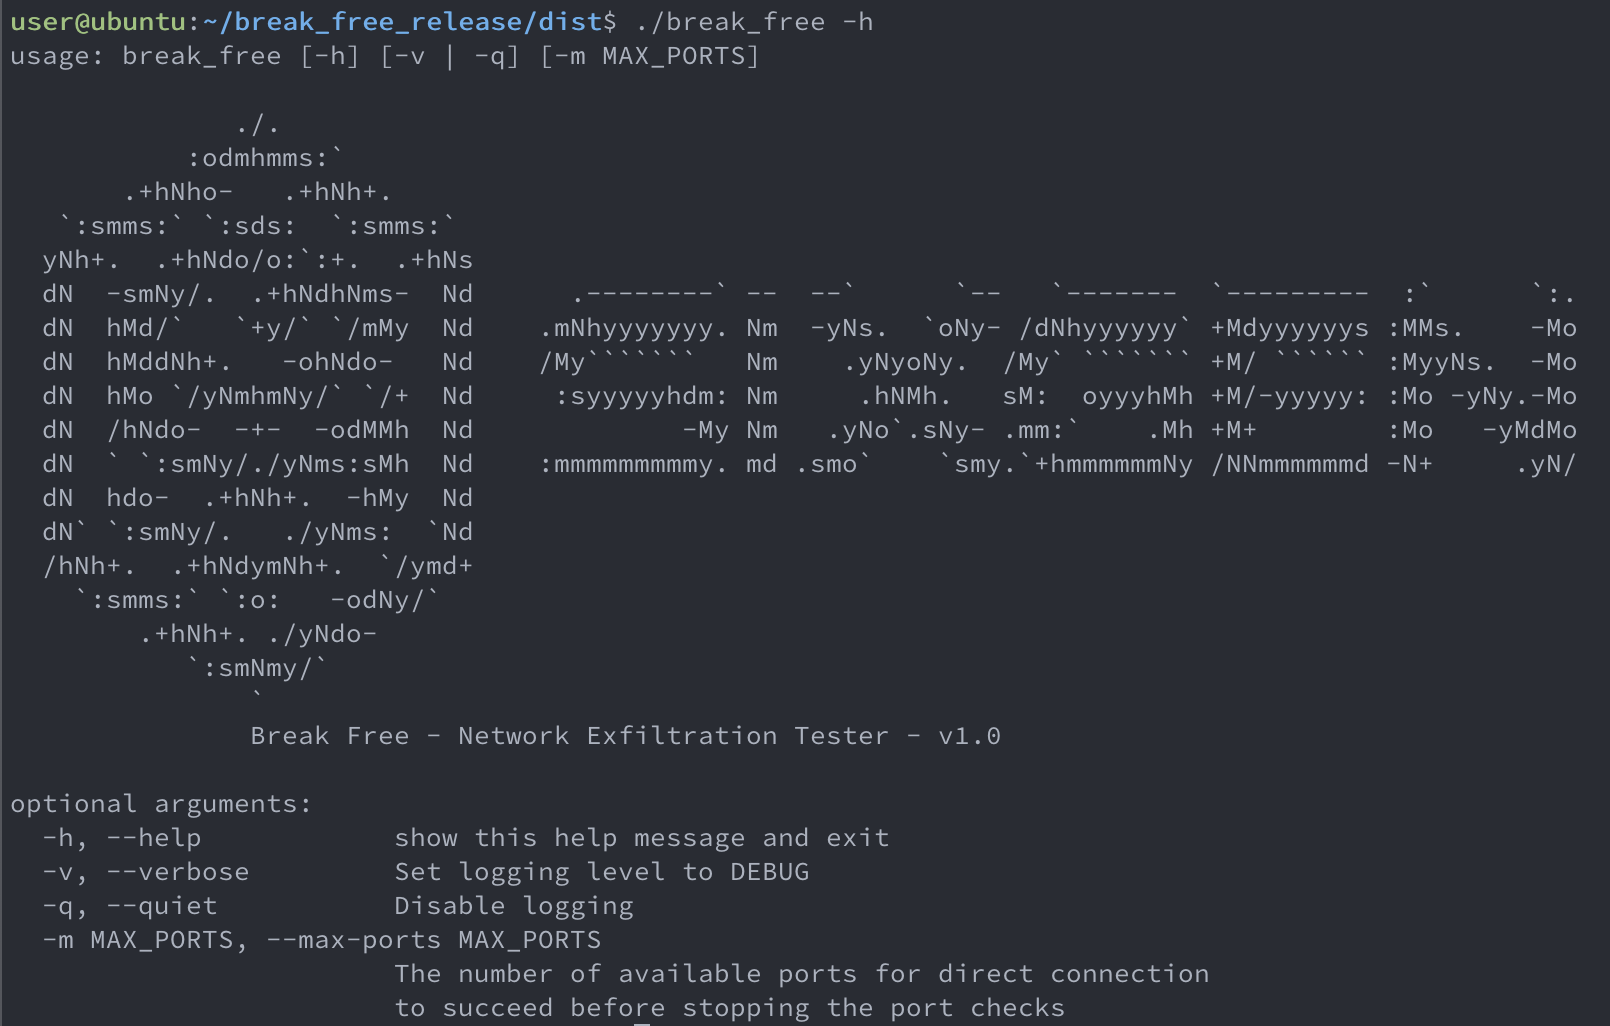 user@ubuntu:~/break_free_release/dist$ ./break_free -h
usage: break_free [-h] [-v | -q] [-m MAX_PORTS]

              ./.
           :odmhmms:`
       .+hNho-   .+hNh+.
   `:smms:` `:sds:  `:smms:`
  yNh+.  .+hNdo/o:`:+.  .+hNs
  dN  -smNy/.  .+hNdhNms-  Nd      .--------` --  --`      `--   `-------  `---------  :`      `:.
  dN  hMd/`   `+y/` `/mMy  Nd    .mNhyyyyyyy. Nm  -yNs.  `oNy- /dNhyyyyyy` +Mdyyyyyys :MMs.    -Mo
  dN  hMddNh+.   -ohNdo-   Nd    /My```````   Nm    .yNyoNy.  /My` ``````` +M/ `````` :MyyNs.  -Mo
  dN  hMo `/yNmhmNy/` `/+  Nd     :syyyyyhdm: Nm     .hNMh.   sM:  oyyyhMh +M/-yyyyy: :Mo -yNy.-Mo
  dN  /hNdo-  -+-  -odMMh  Nd             -My Nm   .yNo`.sNy- .mm:`    .Mh +M+        :Mo   -yMdMo
  dN  ` `:smNy/./yNms:sMh  Nd    :mmmmmmmmmy. md .smo`    `smy.`+hmmmmmmNy /NNmmmmmmd -N+     .yN/
  dN  hdo-  .+hNh+.  -hMy  Nd
  dN` `:smNy/.   ./yNms:  `Nd
  /hNh+.  .+hNdymNh+.  `/ymd+
    `:smms:` `:o:   -odNy/`
        .+hNh+. ./yNdo-
           `:smNmy/`
               `
               Break Free - Network Exfiltration Tester - v1.0

optional arguments:
  -h, --help            show this help message and exit
  -v, --verbose         Set logging level to DEBUG
  -q, --quiet           Disable logging
  -m MAX_PORTS, --max-ports MAX_PORTS
                        The number of available ports for direct connection
                        to succeed before stopping the port checks